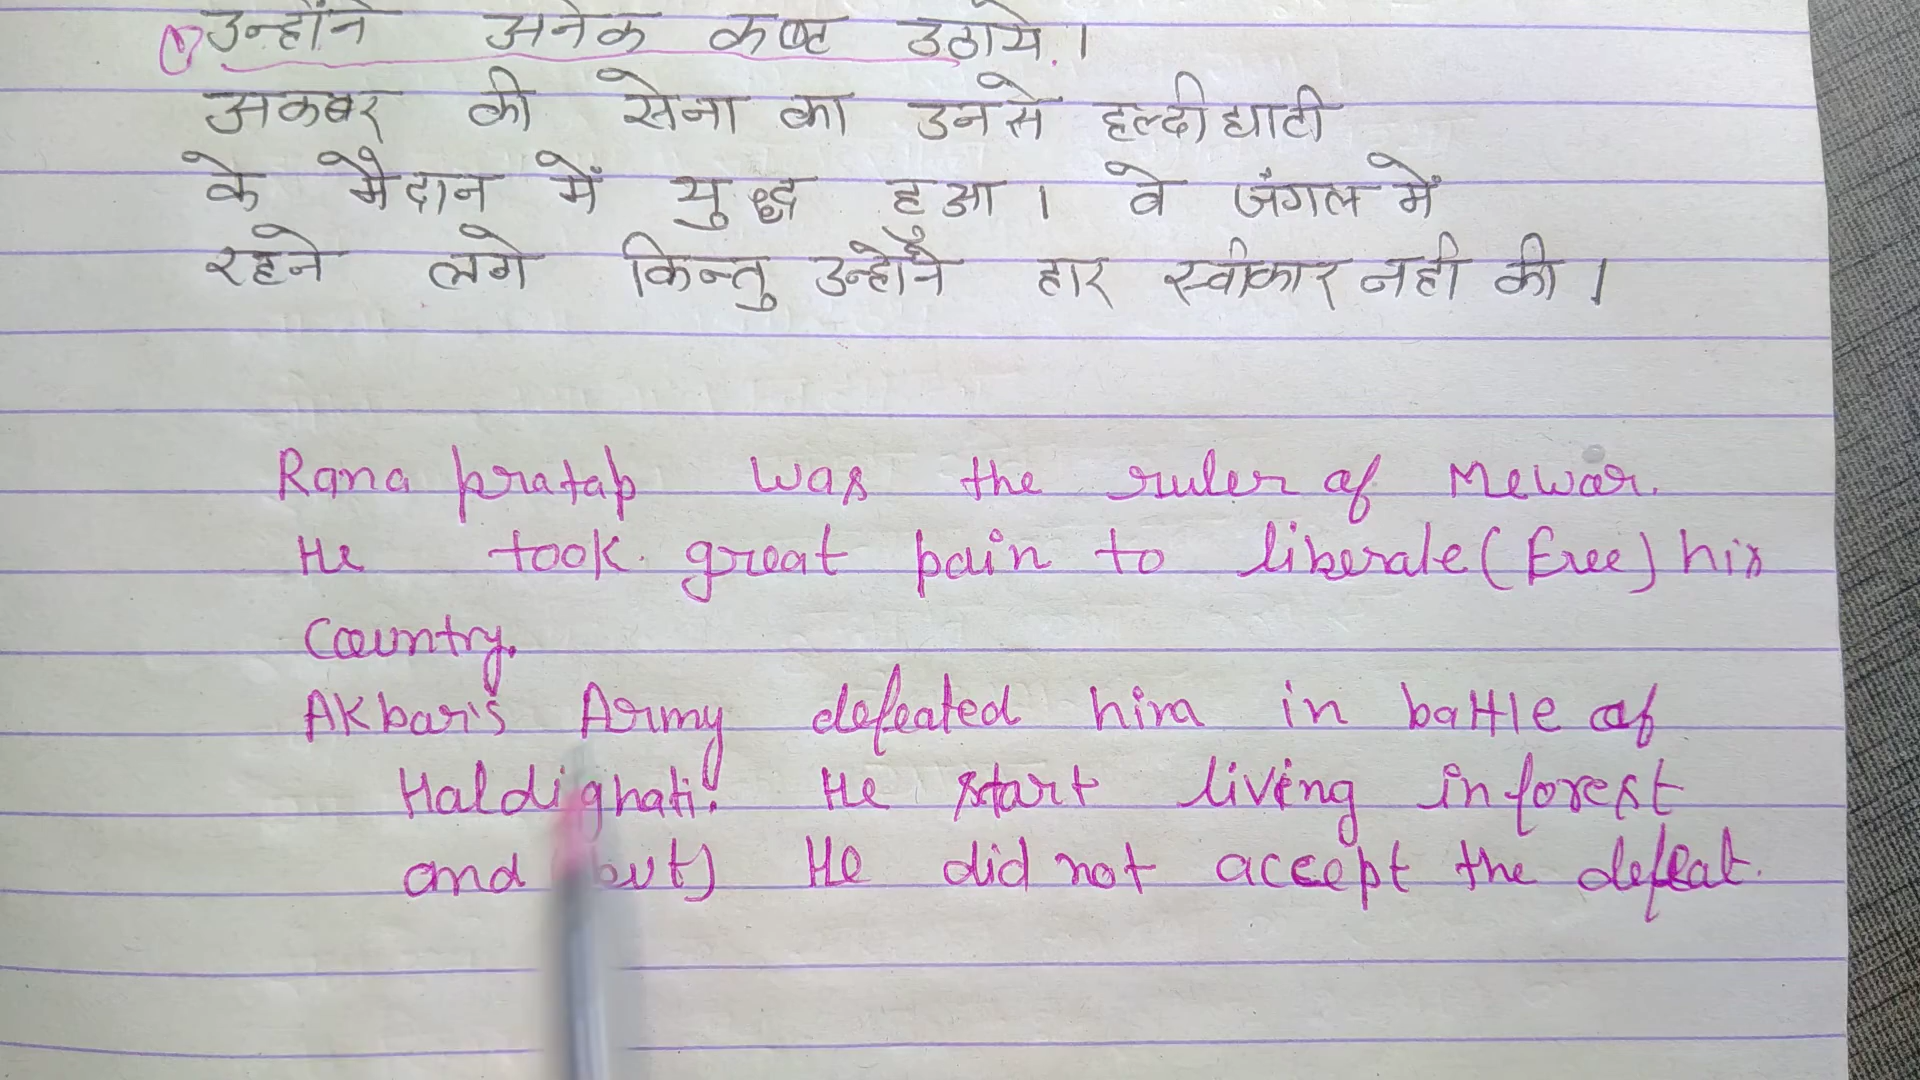 उन्होंने अनेक कष्ट उठाये।
अकबर की सेना का उनसे हल्दीघाटी
के मैदान में युद्ध हुआ। वे जंगल में
रहने लगे किन्तु उन्होंने हार स्वीकार नही की।
Rana pratap was the ruler of Mewar.
He took great pain to liberate (free) his
country.
Akbar's Army defeated him in battle of
Haldighati. He start living in forest
and but) He did not accept the defeat.